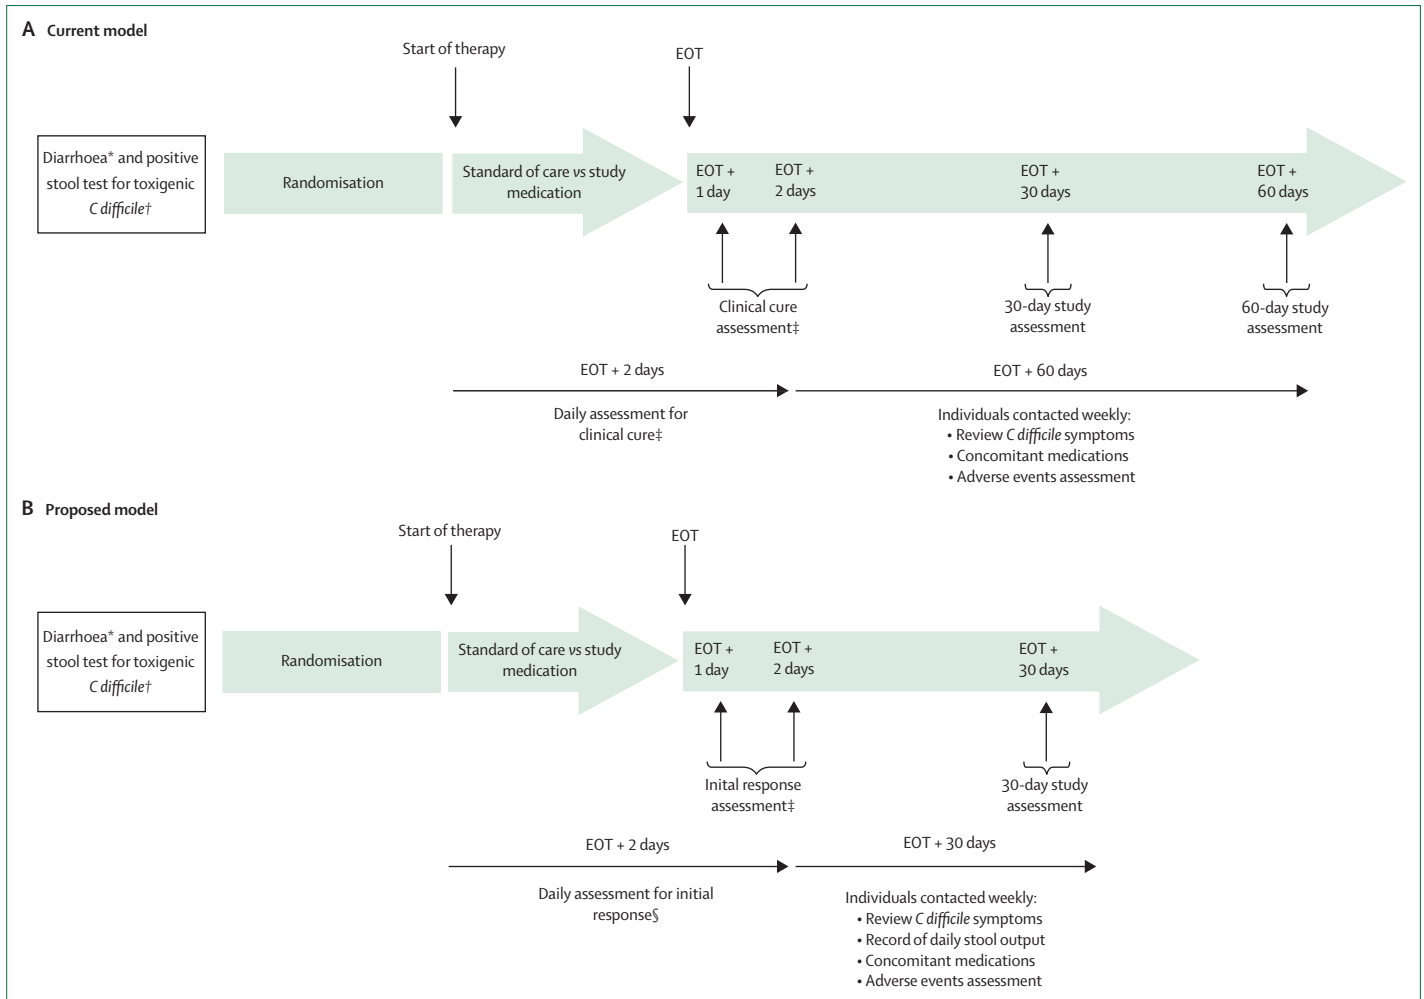 A Current model
Start of therapy
EOT
Diarrhoea* and positive
stool test for toxigenic
C difficile†
Randomisation
Standard of care vs study
medication
EOT +
1 day
EOT +
2 days
EOT +
30 days
EOT +
60 days
Clinical cure
assessment‡
30-day study
assessment
60-day study
assessment
EOT + 2 days
EOT + 60 days
Daily assessment for
clinical cure‡
Individuals contacted weekly:
• Review C difficile symptoms
• Concomitant medications
• Adverse events assessment
B Proposed model
Start of therapy
EOT
Diarrhoea* and positive
stool test for toxigenic
C difficile†
Randomisation
Standard of care vs study
medication
EOT +
1 day
EOT +
2 days
EOT +
30 days
Inital response
assessment‡
30-day study
assessment
EOT + 2 days
EOT + 30 days
Daily assessment for initial
response§
Individuals contacted weekly:
• Review C difficile symptoms
• Record of daily stool output
• Concomitant medications
• Adverse events assessment